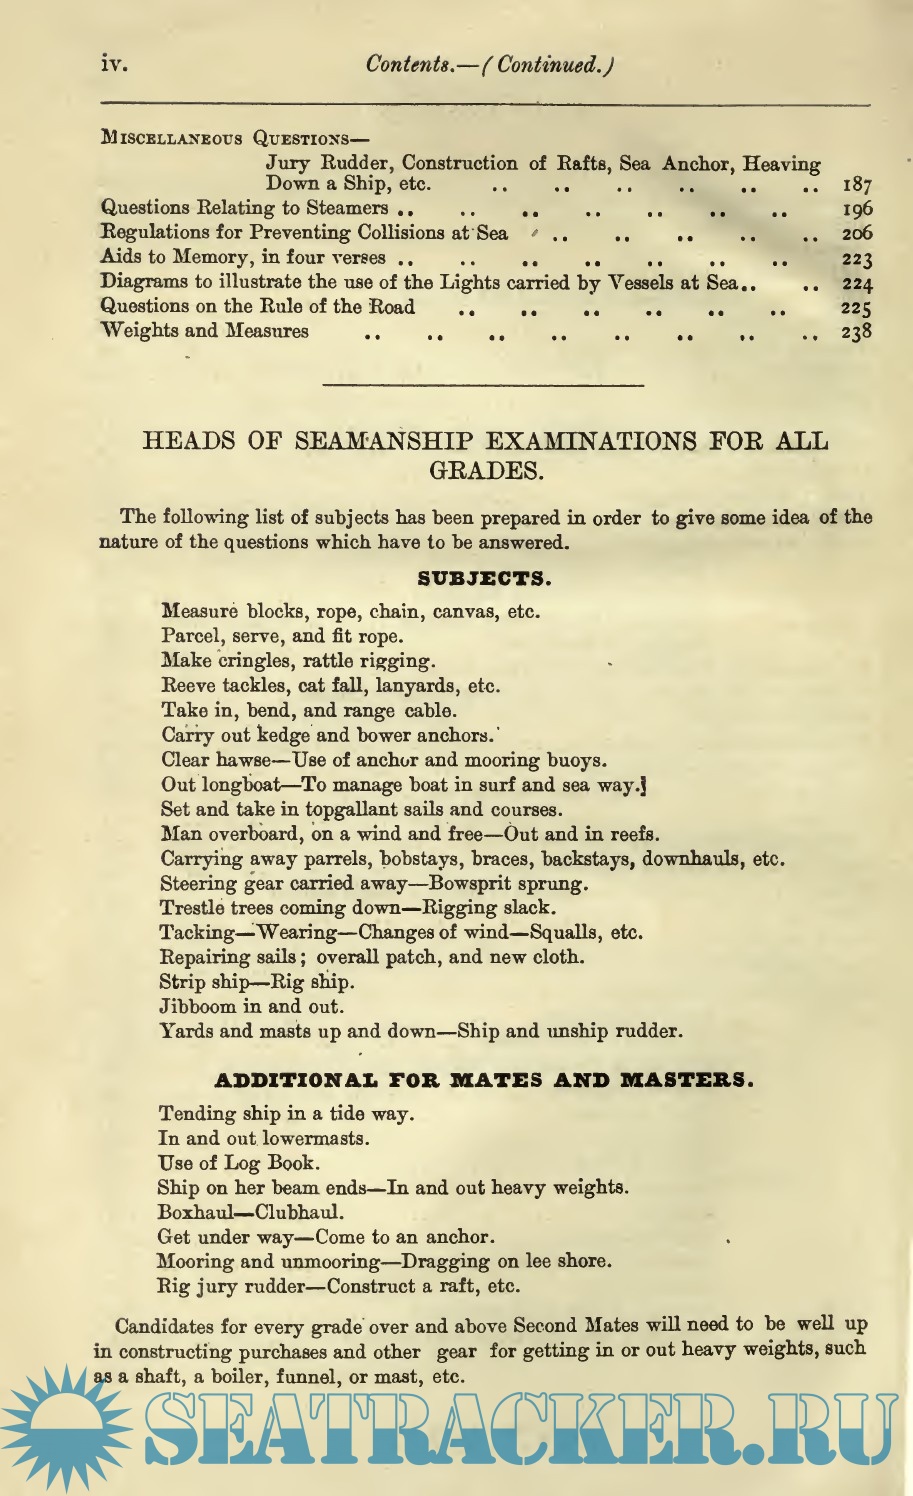 iv. Contents.—(Continued.)
MISCELLANEOUS QUESTIONS—
Jury Rudder, Construction of Rafts, Sea Anchor, Heaving
Down a Ship, etc. .. .. .. .. .. .. 187
Questions Relating to Steamers .. .. .. .. .. .. .. 196
Regulations for Preventing Collisions at Sea .. .. .. .. .. 206
Aids to Memory, in four verses .. .. .. .. .. .. .. 223
Diagrams to illustrate the use of the Lights carried by Vessels at Sea.. .. 224
Questions on the Rule of the Road .. .. .. .. .. .. 225
Weights and Measures .. .. .. .. .. .. .. .. 238
HEADS OF SEAMANSHIP EXAMINATIONS FOR ALL
GRADES.
The following list of subjects has been prepared in order to give some idea of the
nature of the questions which have to be answered.
SUBJECTS.
Measure blocks, rope, chain, canvas, etc.
Parcel, serve, and fit rope.
Make cringles, rattle rigging.
Reeve tackles, cat fall, lanyards, etc.
Take in, bend, and range cable.
Carry out kedge and bower anchors.
Clear hawse—Use of anchor and mooring buoys.
Out longboat—To manage boat in surf and sea way.
Set and take in topgallant sails and courses.
Man overboard, on a wind and free—Out and in reefs.
Carrying away parrels, bobstays, braces, backstays, downhauls, etc.
Steering gear carried away—Bowsprit sprung.
Trestle trees coming down—Rigging slack.
Tacking—Wearing—Changes of wind—Squalls, etc.
Repairing sails; overall patch, and new cloth.
Strip ship—Rig ship.
Jibboom in and out.
Yards and masts up and down—Ship and unship rudder.
ADDITIONAL FOR MATES AND MASTERS.
Tending ship in a tide way.
In and out lowermasts.
Use of Log Book.
Ship on her beam ends—In and out heavy weights.
Boxhaul—Clubhaul.
Get under way—Come to an anchor.
Mooring and unmooring—Dragging on lee shore.
Rig jury rudder—Construct a raft, etc.
Candidates for every grade over and above Second Mates will need to be well up
in constructing purchases and other gear for getting in or out heavy weights, such
as a shaft, a boiler, funnel, or mast, etc.
SEATRACKER.RU